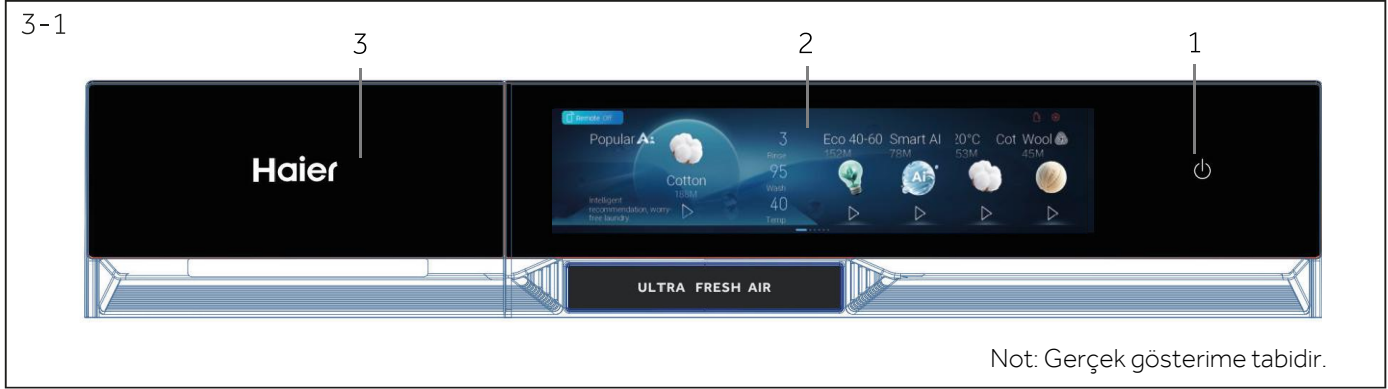 3-1
3
2
1
Remote Off
Popular A
3
Rinse
95
Wash
40
Temp
Cotton
168M
Intelligent
recommendation, worry-
free laundry
Eco 40-60
152M
Smart AI
78M
Ai
20°C Cot
53M
Wool
45M
Haier
ULTRA FRESH AIR
Not: Gerçek gösterime tabidir.